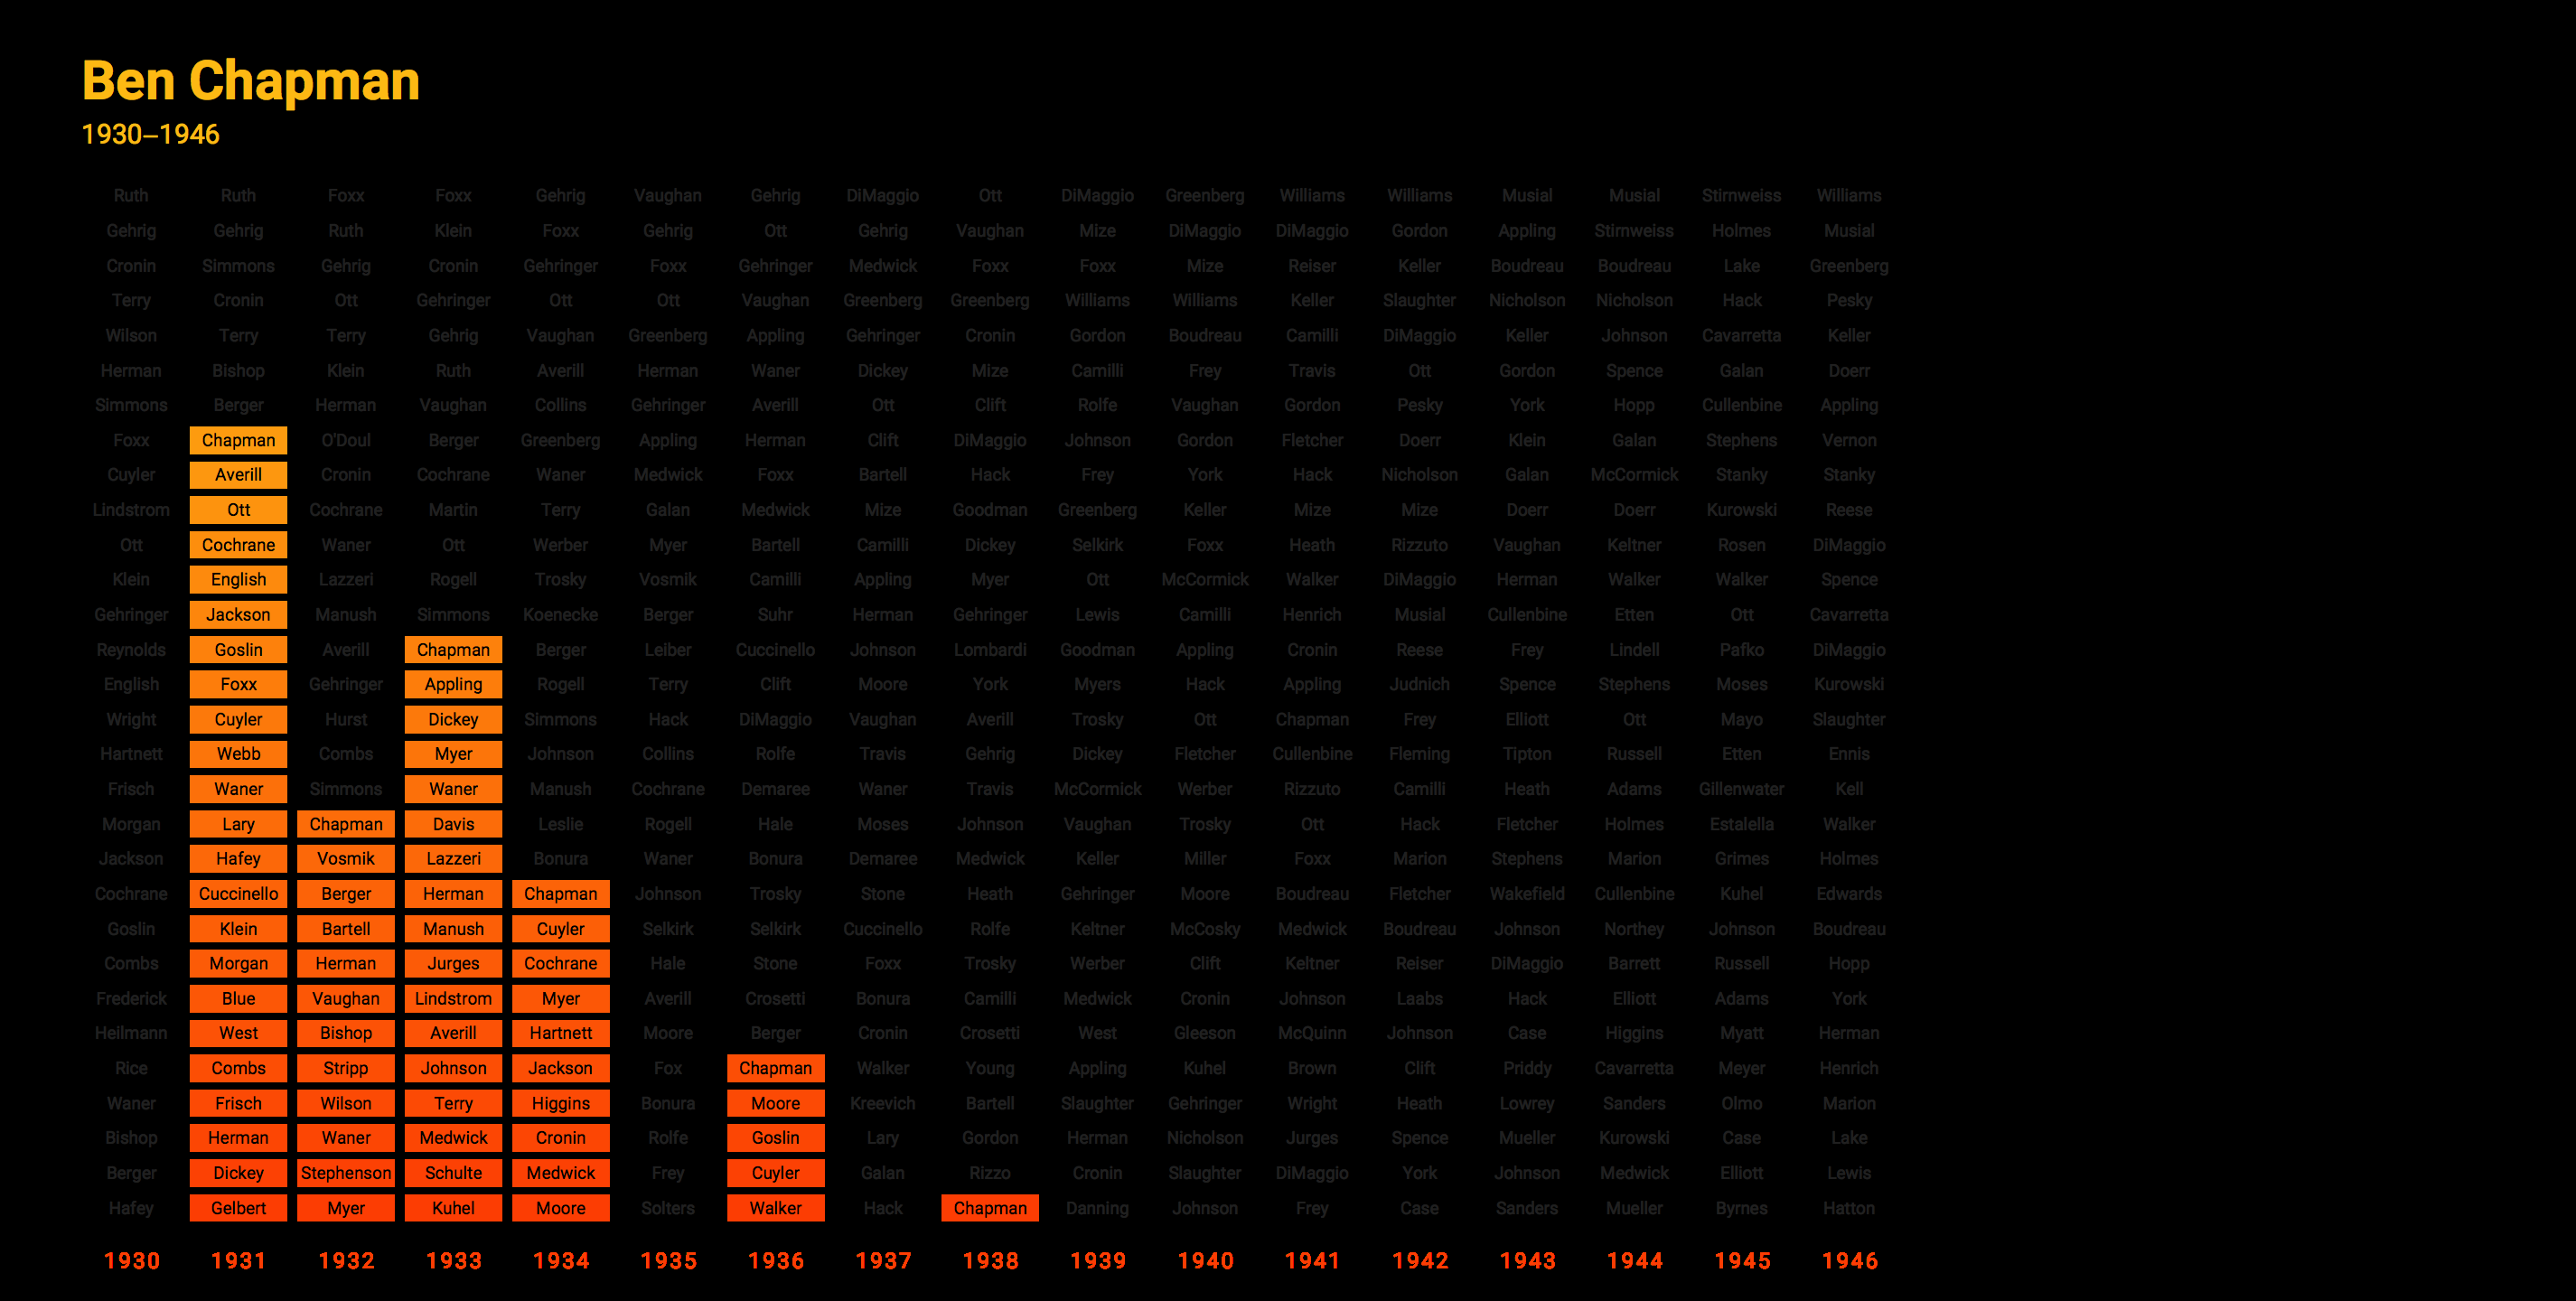 Ben Chapman
1930–1946
Ruth Ruth Foxx Foxx Gehrig Vaughan Gehrig DiMaggio Ott DiMaggio Greenberg Williams Williams Musial Musial Stirnweiss Williams
Gehrig Gehrig Ruth Klein Foxx Gehrig Ott Gehrig Vaughan Mize DiMaggio DiMaggio Gordon Appling Stirnweiss Holmes Musial
Cronin Simmons Gehrig Cronin Gehringer Foxx Gehringer Medwick Foxx Foxx Mize Reiser Keller Boudreau Boudreau Lake Greenberg
Terry Cronin Ott Gehringer Ott Ott Vaughan Greenberg Greenberg Williams Williams Keller Slaughter Nicholson Nicholson Hack Pesky
Wilson Terry Terry Gehrig Vaughan Greenberg Appling Gehringer Cronin Gordon Boudreau Camilli DiMaggio Keller Johnson Cavarretta Keller
Herman Bishop Klein Ruth Averill Herman Waner Dickey Mize Camilli Frey Travis Ott Gordon Spence Galan Doerr
Simmons Berger Herman Vaughan Collins Gehringer Averill Ott Clift Rolfe Vaughan Gordon Pesky York Hopp Cullenbine Appling
Foxx Chapman O'Doul Berger Greenberg Appling Herman Clift DiMaggio Johnson Gordon Fletcher Doerr Klein Galan Stephens Vernon
Cuyler Averill Cronin Cochrane Waner Medwick Foxx Bartell Hack Frey York Hack Nicholson Galan McCormick Stanky Stanky
Lindstrom Ott Cochrane Martin Terry Galan Medwick Mize Goodman Greenberg Keller Mize Mize Doerr Doerr Kurowski Reese
Ott Cochrane Waner Ott Werber Myer Bartell Camilli Dickey Selkirk Foxx Heath Rizzuto Vaughan Keltner Rosen DiMaggio
Klein English Lazzeri Rogell Trosky Vosmik Camilli Appling Myer Ott McCormick Walker DiMaggio Herman Walker Walker Spence
Gehringer Jackson Manush Simmons Koenecke Berger Suhr Herman Gehringer Lewis Camilli Henrich Musial Cullenbine Etten Ott Cavarretta
Reynolds Goslin Averill Chapman Berger Leiber Cuccinello Johnson Lombardi Goodman Appling Cronin Reese Frey Lindell Pafko DiMaggio
English Foxx Gehringer Appling Rogell Terry Clift Moore York Myers Hack Appling Judnich Spence Stephens Moses Kurowski
Wright Cuyler Hurst Dickey Simmons Hack DiMaggio Vaughan Averill Trosky Ott Chapman Frey Elliott Ott Mayo Slaughter
Hartnett Webb Combs Myer Johnson Collins Rolfe Travis Gehrig Dickey Fletcher Cullenbine Fleming Tipton Russell Etten Ennis
Frisch Waner Simmons Waner Manush Cochrane Demaree Waner Travis McCormick Werber Rizzuto Camilli Heath Adams Gillenwater Kell
Morgan Lary Chapman Davis Leslie Rogell Hale Moses Johnson Vaughan Trosky Ott Hack Fletcher Holmes Estalella Walker
Jackson Hafey Vosmik Lazzeri Bonura Waner Bonura Demaree Medwick Keller Miller Foxx Marion Stephens Marion Grimes Holmes
Cochrane Cuccinello Berger Herman Chapman Johnson Trosky Stone Heath Gehringer Moore Boudreau Fletcher Wakefield Cullenbine Kuhel Edwards
Goslin Klein Bartell Manush Cuyler Selkirk Selkirk Cuccinello Rolfe Keltner McCosky Medwick Boudreau Johnson Northey Johnson Boudreau
Combs Morgan Herman Jurges Cochrane Hale Stone Foxx Trosky Werber Clift Keltner Reiser DiMaggio Barrett Russell Hopp
Frederick Blue Vaughan Lindstrom Myer Averill Crosetti Bonura Camilli Medwick Cronin Johnson Laabs Hack Elliott Adams York
Heilmann West Bishop Averill Hartnett Moore Berger Cronin Crosetti West Gleeson McQuinn Johnson Case Higgins Myatt Herman
Rice Combs Stripp Johnson Jackson Fox Chapman Walker Young Appling Kuhel Brown Clift Priddy Cavarretta Meyer Henrich
Waner Frisch Wilson Terry Higgins Bonura Moore Kreevich Bartell Slaughter Gehringer Wright Heath Lowrey Sanders Olmo Marion
Bishop Herman Waner Medwick Cronin Rolfe Goslin Lary Gordon Herman Nicholson Jurges Spence Mueller Kurowski Case Lake
Berger Dickey Stephenson Schulte Medwick Frey Cuyler Galan Rizzo Cronin Slaughter DiMaggio York Johnson Medwick Elliott Lewis
Hafey Gelbert Myer Kuhel Moore Solters Walker Hack Chapman Danning Johnson Frey Case Sanders Mueller Byrnes Hatton
1930 1931 1932 1933 1934 1935 1936 1937 1938 1939 1940 1941 1942 1943 1944 1945 1946